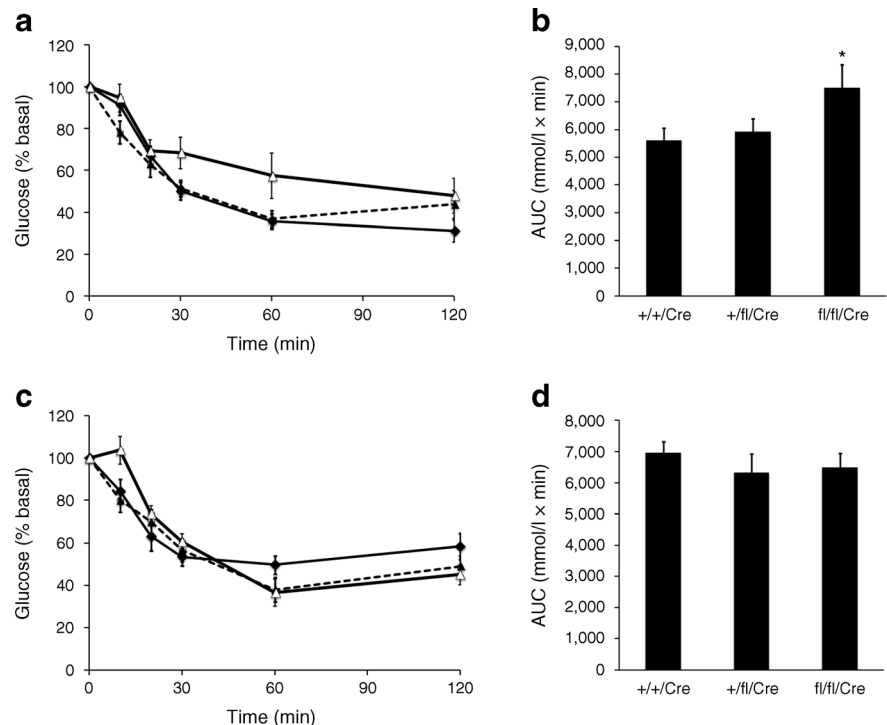 a
120
100
80
60
40
20
0
Glucose (% basal)
0 30 60 90 120
Time (min)
b
9,000
8,000
7,000
6,000
5,000
4,000
3,000
2,000
1,000
0
AUC (mmol/l × min)
*
+/+/Cre +/fl/Cre fl/fl/Cre
c
120
100
80
60
40
20
0
Glucose (% basal)
0 30 60 90 120
Time (min)
d
8,000
7,000
6,000
5,000
4,000
3,000
2,000
1,000
0
AUC (mmol/l × min)
+/+/Cre +/fl/Cre fl/fl/Cre